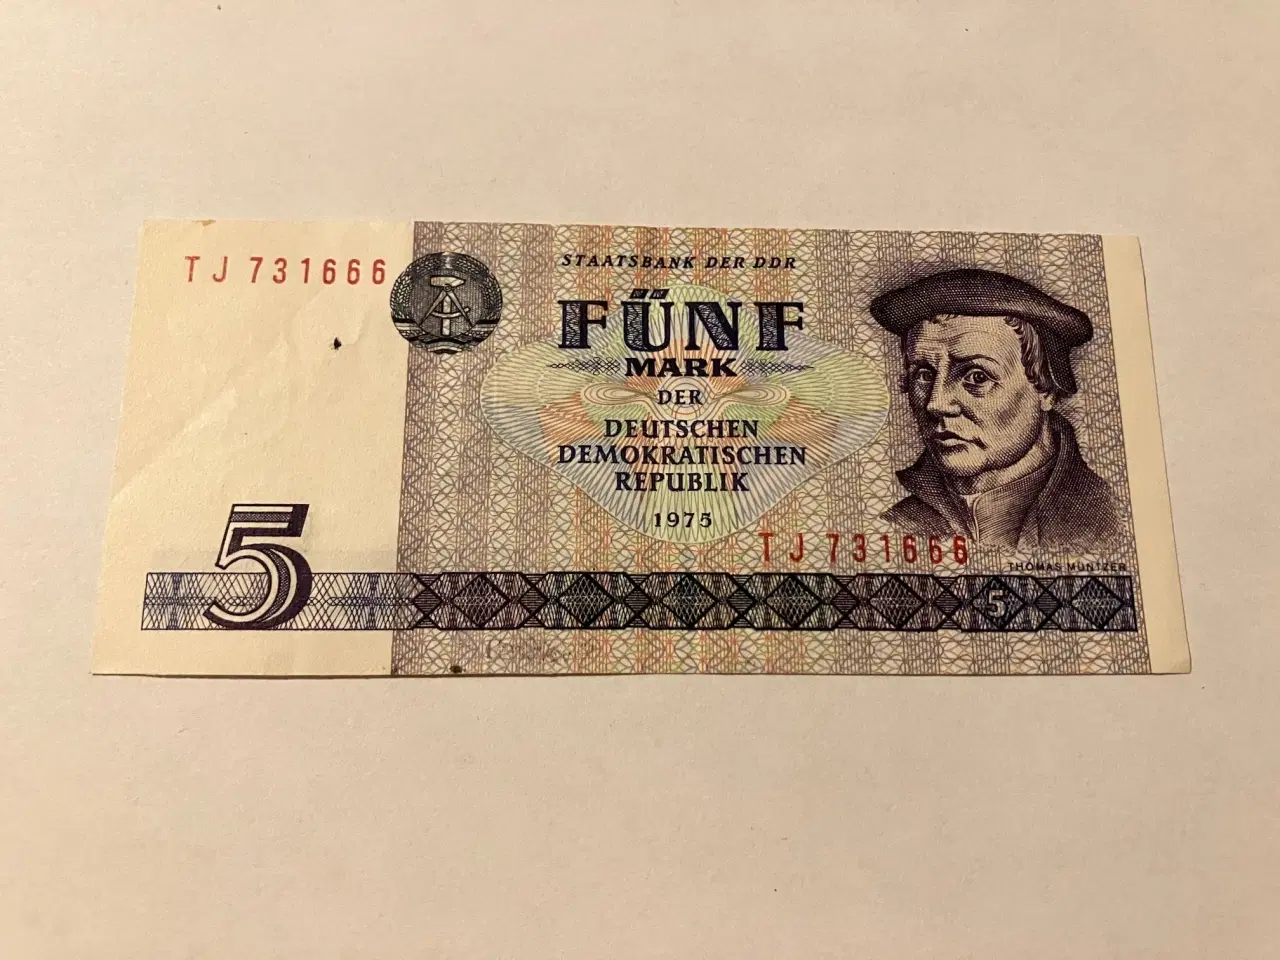 TJ 731666
STAATSBANK DER DDR
FÜNF
MARK
DER
DEUTSCHEN
DEMOKRATISCHEN
REPUBLIK
1975
TJ 731666
THOMAS MÜNTZER
5
5